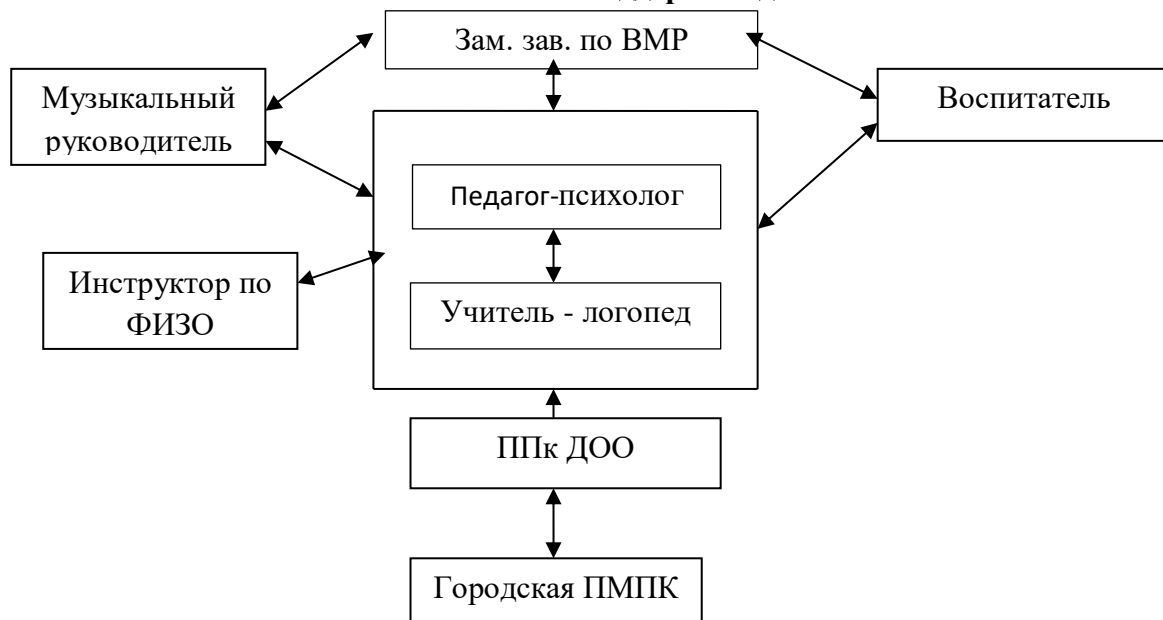 Зам. зав. по ВМР
Музыкальный
руководитель
Воспитатель
Педагог-психолог
Инструктор по
ФИЗО
Учитель - логопед
ППк ДОО
Городская ПМПК